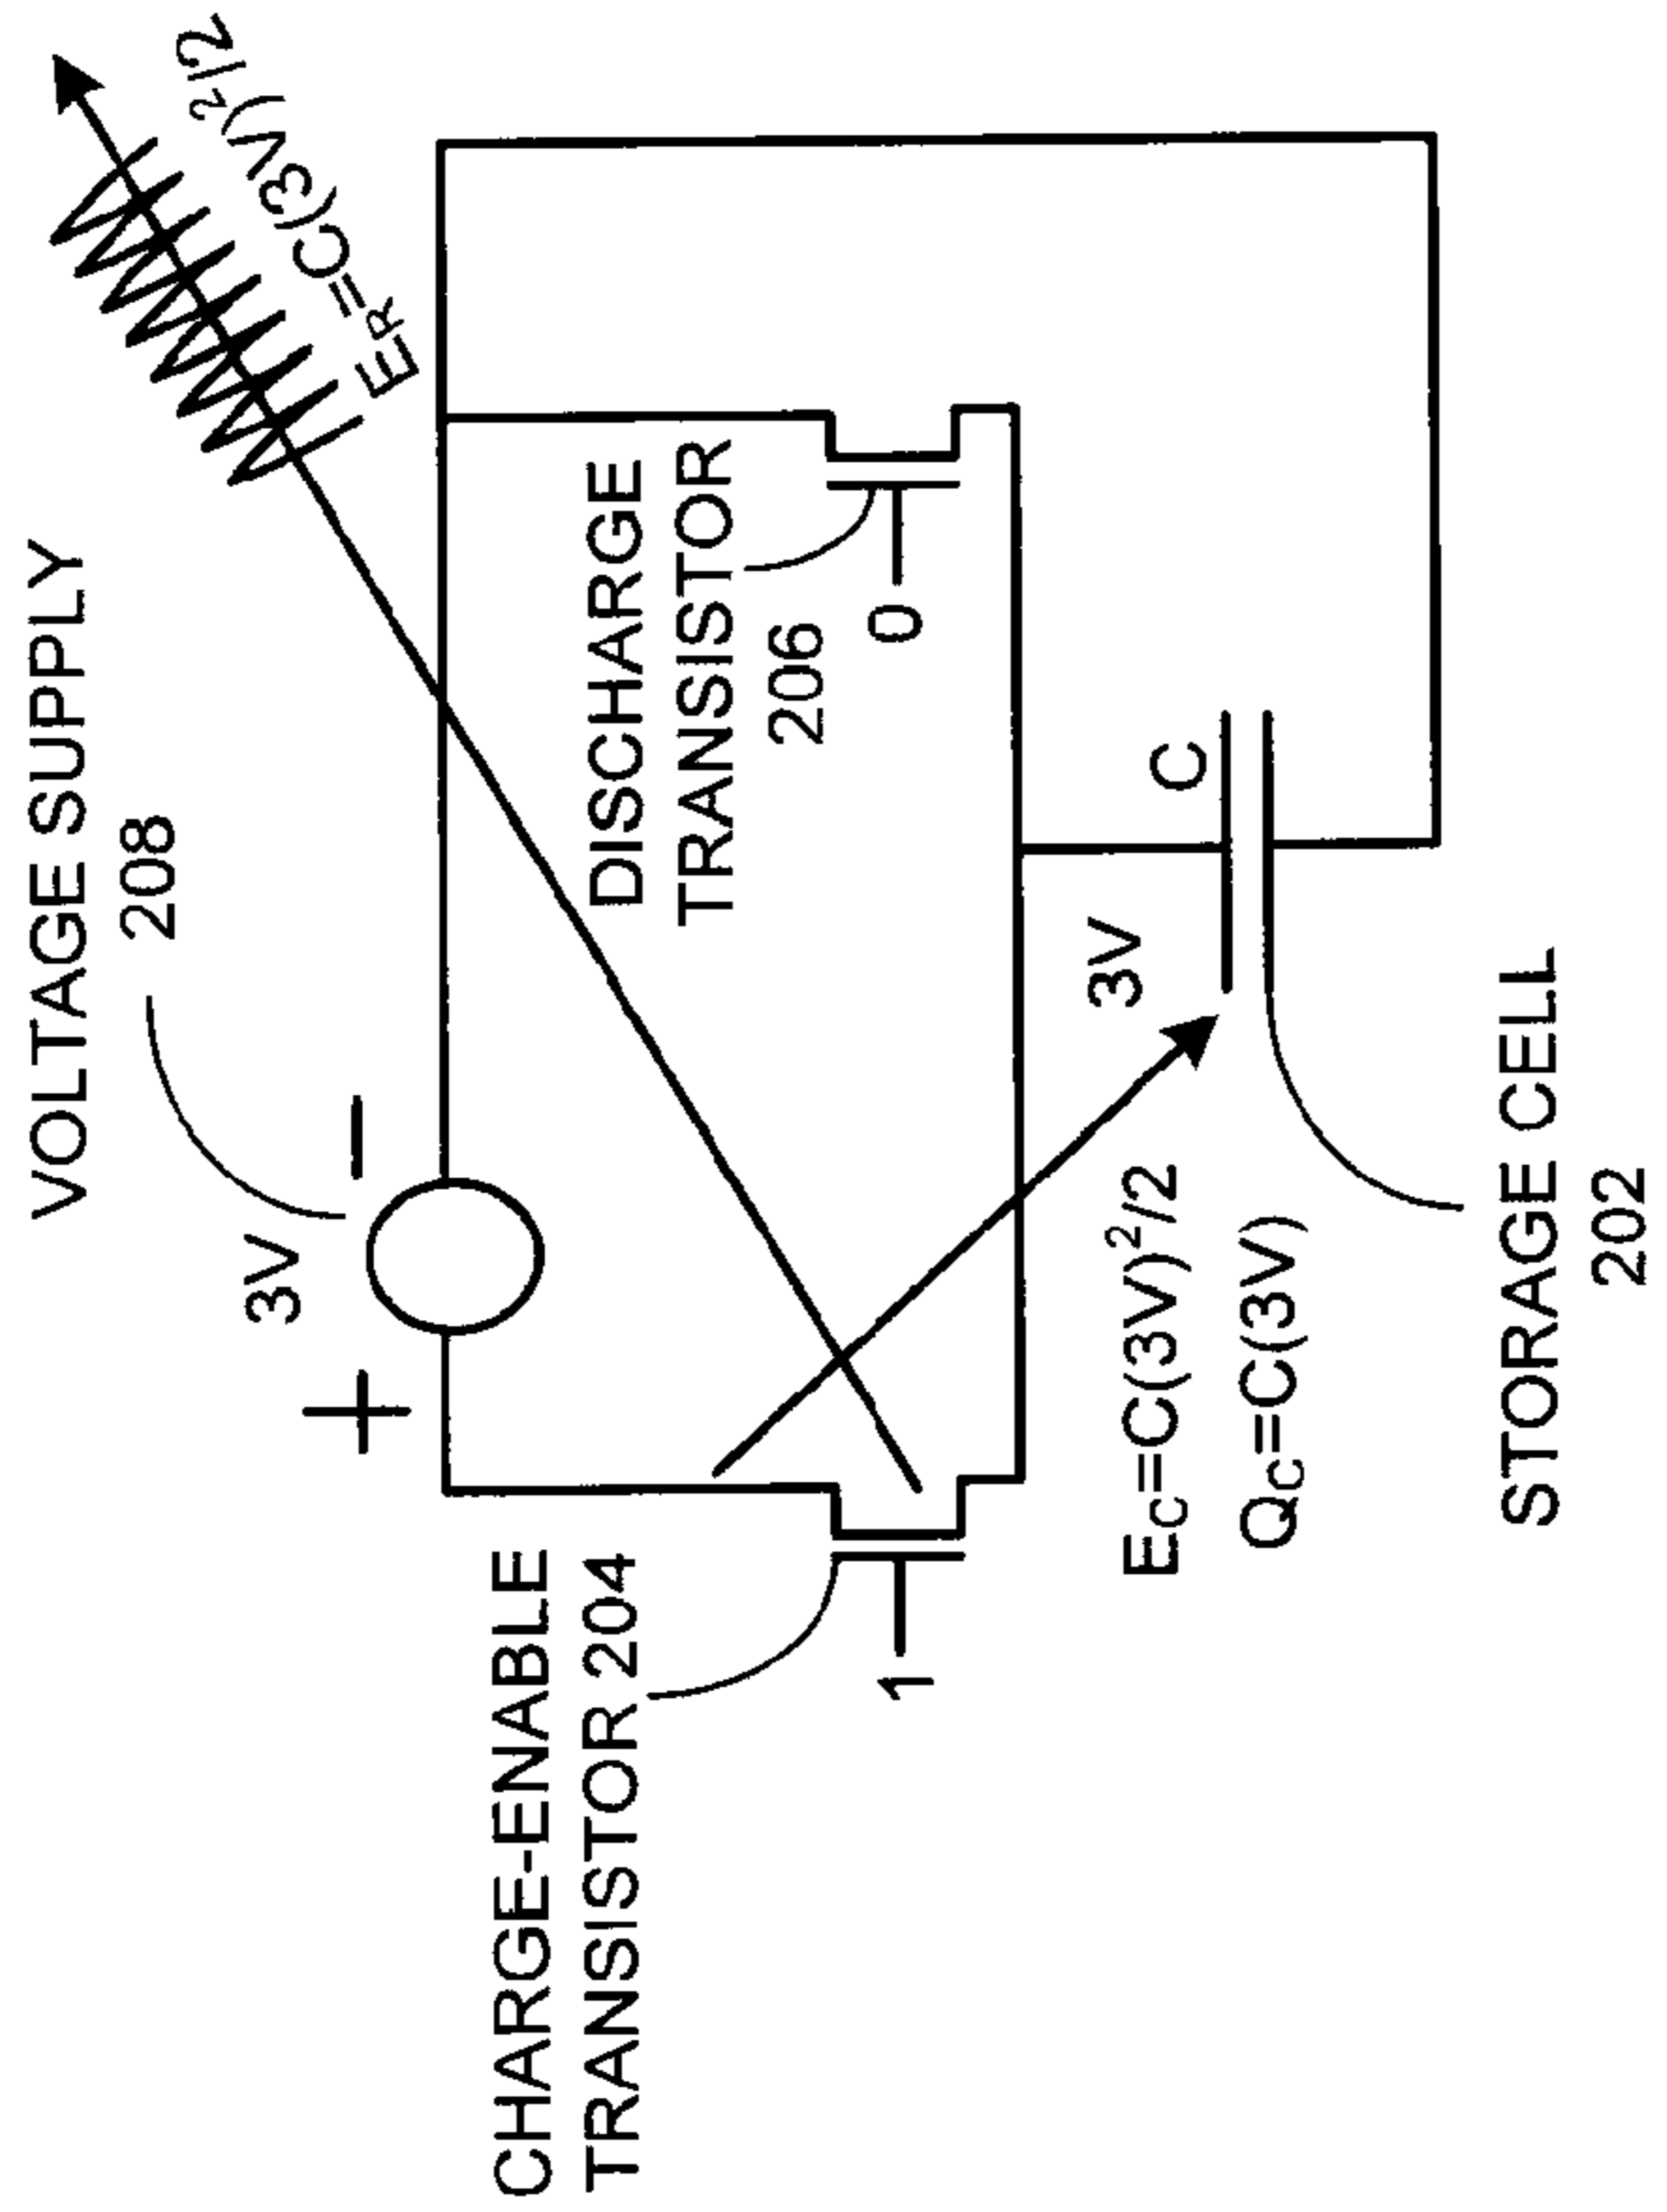 VOLTAGE SUPPLY
208
3V
+
−
E_R=C(3V)²/2
CHARGE-ENABLE
TRANSISTOR 204
1
DISCHARGE
TRANSISTOR
206
0
3V
C
E_C=C(3V)²/2
Q_C=C(3V)
STORAGE CELL
202